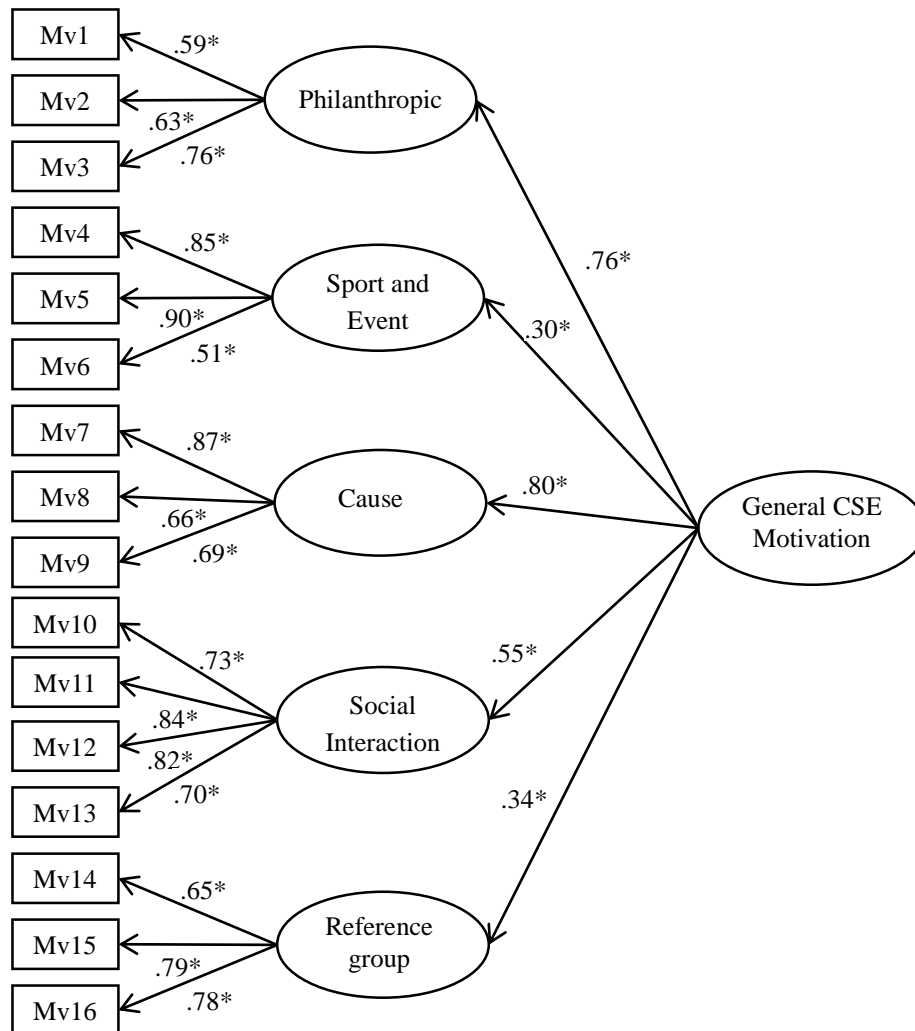 Mv1
.59*
Philanthropic
Mv2
.63*
Mv3
.76*
Mv4
.85*
.76*
Sport and
Event
Mv5
.90*
.30*
Mv6
.51*
Mv7
.87*
Cause
.80*
Mv8
.66*
General CSE
Motivation
Mv9
.69*
Mv10
.73*
.55*
Mv11
Social
Interaction
.84*
Mv12
.82*
Mv13
.70*
.34*
Mv14
.65*
Reference
group
Mv15
.79*
Mv16
.78*